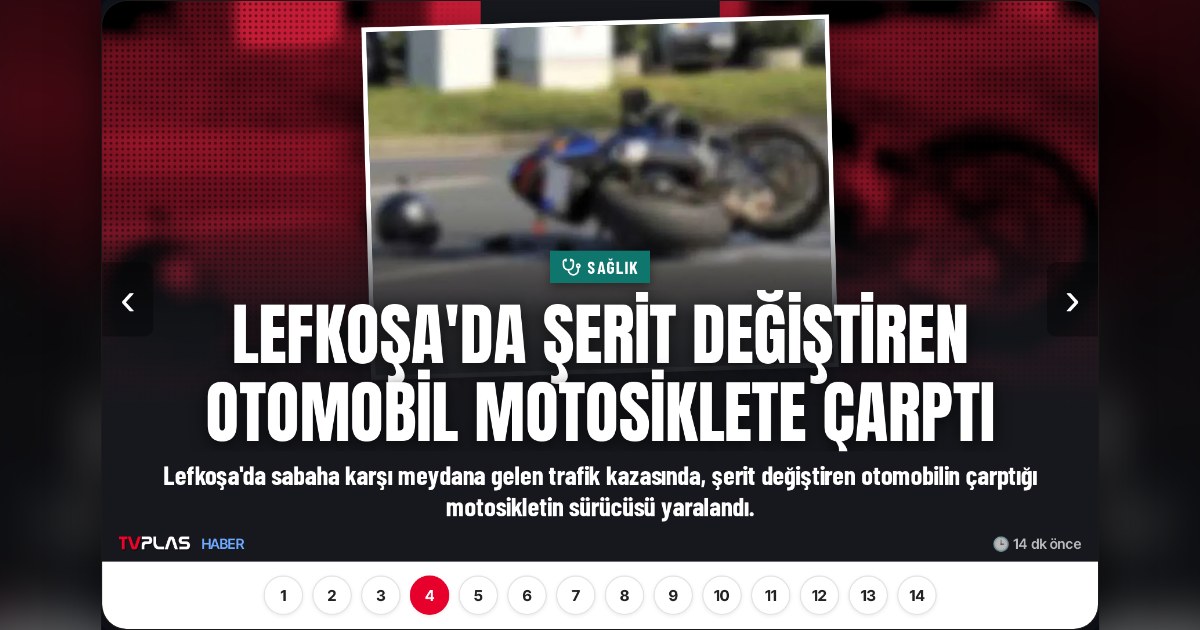 SAĞLIK
LEFKOŞA'DA ŞERİT DEĞİŞTİREN
OTOMOBİL MOTOSİKLETE ÇARPTI
Lefkoşa'da sabaha karşı meydana gelen trafik kazasında, şerit değiştiren otomobilin çarptığı
motosikletin sürücüsü yaralandı.
TVPLAS HABER
14 dk önce
1 2 3 4 5 6 7 8 9 10 11 12 13 14